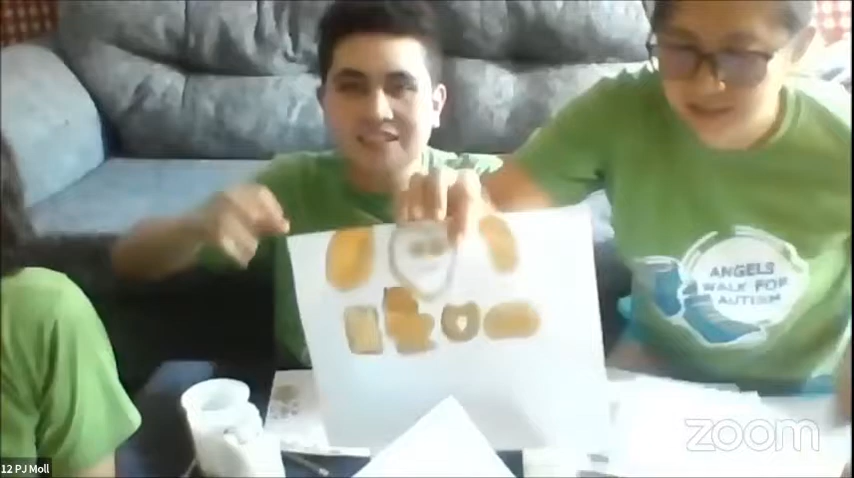 ANGELS
WALK FOR
AUTISM
zoom
12 PJ Moll